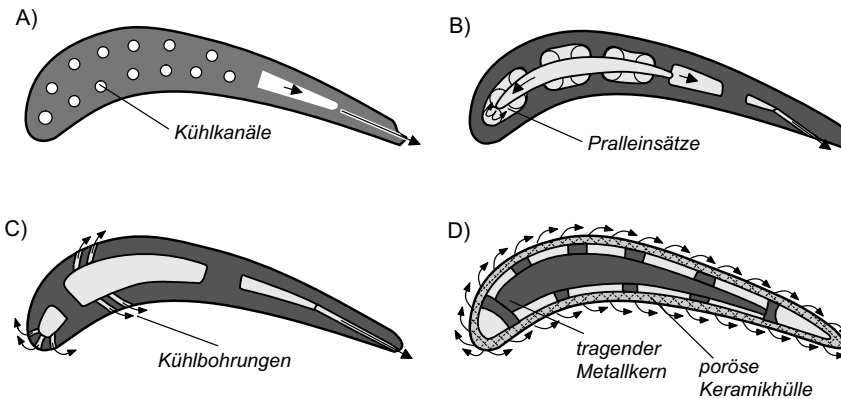 A)
Kühlkanäle
B)
Pralleinsätze
C)
Kühlbohrungen
D)
tragender
Metallkern
poröse
Keramikhülle